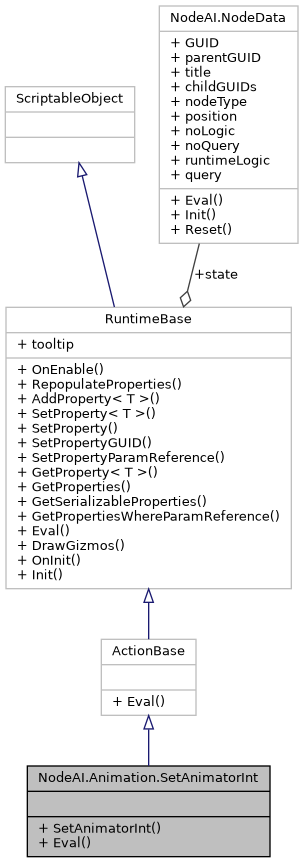 NodeAI.NodeData
+ GUID
+ parentGUID
+ title
+ childGUIDs
+ nodeType
+ position
+ noLogic
+ noQuery
+ runtimeLogic
+ query
+ Eval()
+ Init()
+ Reset()
ScriptableObject
+state
RuntimeBase
+ tooltip
+ OnEnable()
+ RepopulateProperties()
+ AddProperty< T >()
+ SetProperty< T >()
+ SetProperty()
+ SetPropertyGUID()
+ SetPropertyParamReference()
+ GetProperty< T >()
+ GetProperties()
+ GetSerializableProperties()
+ GetPropertiesWhereParamReference()
+ Eval()
+ DrawGizmos()
+ OnInit()
+ Init()
ActionBase
+ Eval()
NodeAI.Animation.SetAnimatorInt
+ SetAnimatorInt()
+ Eval()